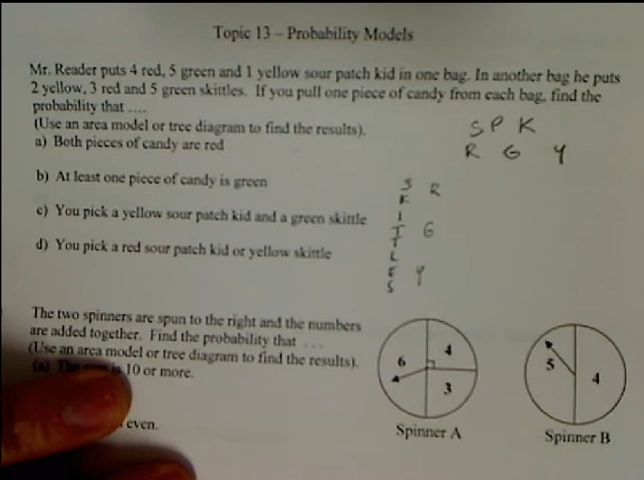 Topic 13 – Probability Models
Mr. Reader puts 4 red, 5 green and 1 yellow sour patch kid in one bag. In another bag he puts
2 yellow, 3 red and 5 green skittles. If you pull one piece of candy from each bag, find the
probability that ....
(Use an area model or tree diagram to find the results).
S P K
a) Both pieces of candy are red
R G Y
b) At least one piece of candy is green
S K I T T L E S
R
c) You pick a yellow sour patch kid and a green skittle
G
d) You pick a red sour patch kid or yellow skittle
Y
The two spinners are spun to the right and the numbers
are added together. Find the probability that ...
(Use an area model or tree diagram to find the results).
(a) The is 10 or more.
even.
6 4 3
Spinner A
5 4
Spinner B